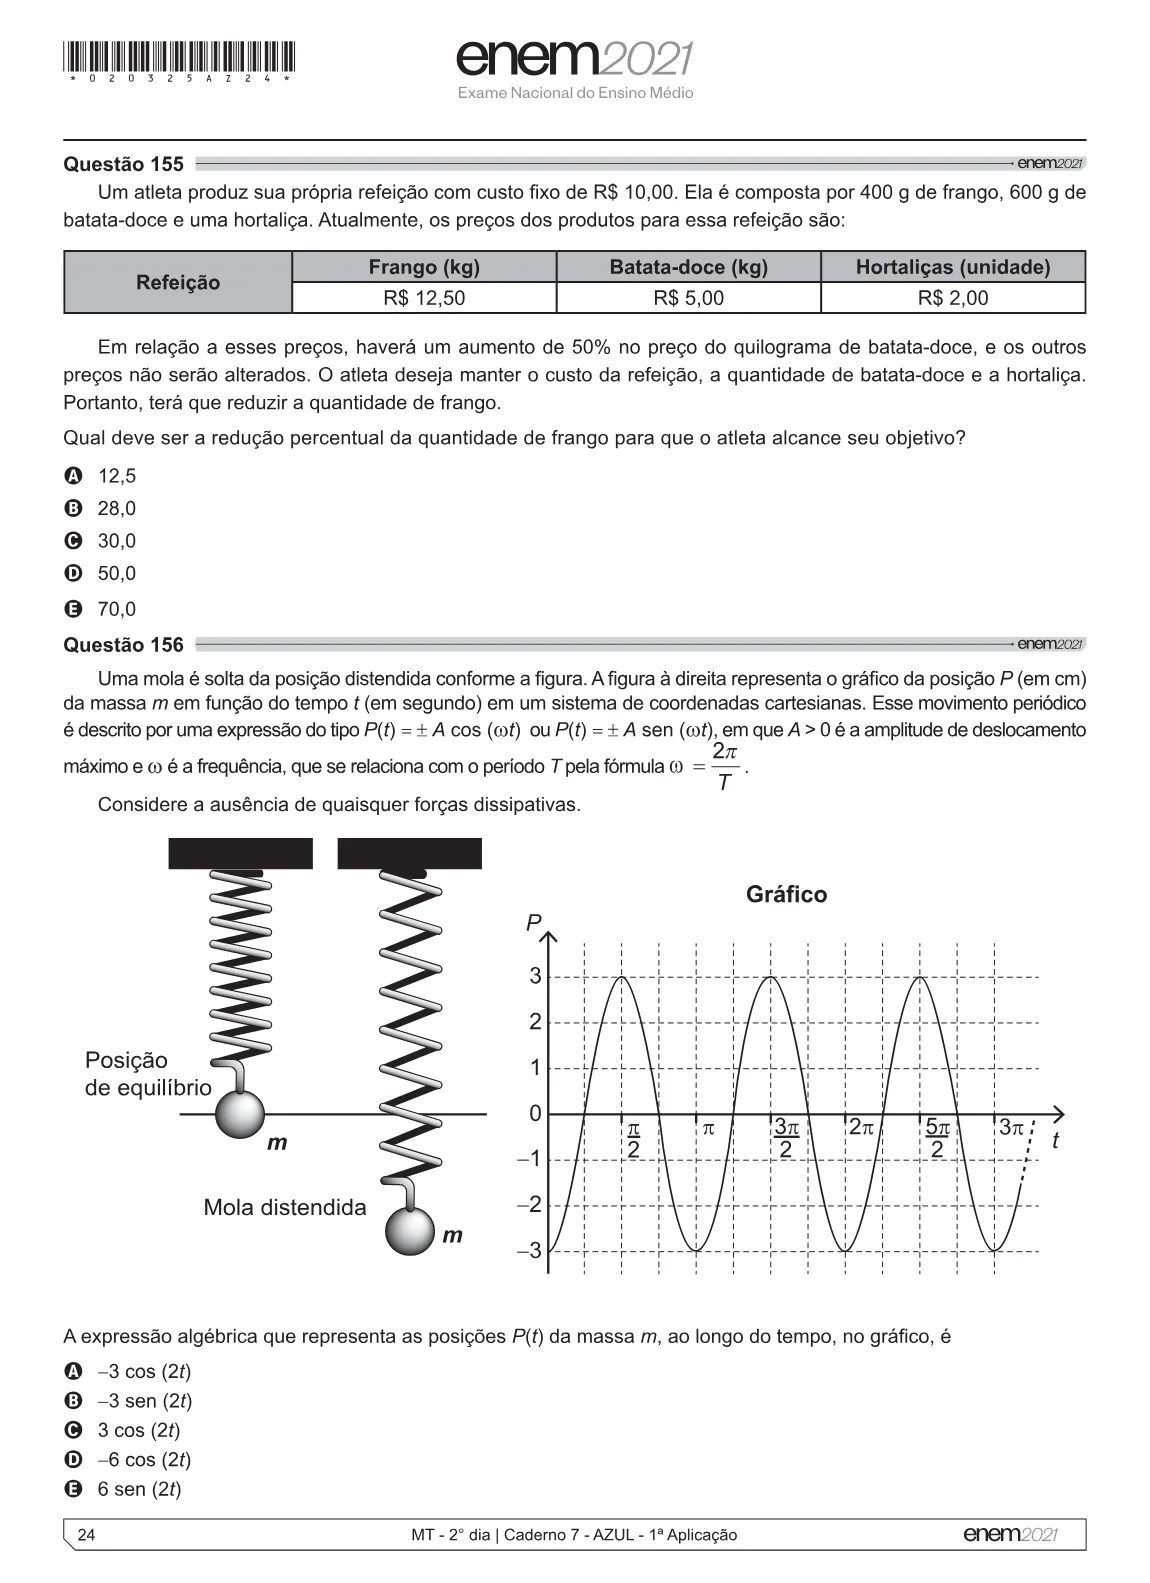 *020325AZ24*
enem2021
Exame Nacional do Ensino Médio
Questão 155
enem2021
Um atleta produz sua própria refeição com custo fixo de R$ 10,00. Ela é composta por 400 g de frango, 600 g de
batata-doce e uma hortaliça. Atualmente, os preços dos produtos para essa refeição são:
Refeição
Frango (kg) Batata-doce (kg) Hortaliças (unidade)
R$ 12,50 R$ 5,00 R$ 2,00
Em relação a esses preços, haverá um aumento de 50% no preço do quilograma de batata-doce, e os outros
preços não serão alterados. O atleta deseja manter o custo da refeição, a quantidade de batata-doce e a hortaliça.
Portanto, terá que reduzir a quantidade de frango.
Qual deve ser a redução percentual da quantidade de frango para que o atleta alcance seu objetivo?
A 12,5
B 28,0
C 30,0
D 50,0
E 70,0
Questão 156
enem2021
Uma mola é solta da posição distendida conforme a figura. A figura à direita representa o gráfico da posição P (em cm)
da massa m em função do tempo t (em segundo) em um sistema de coordenadas cartesianas. Esse movimento periódico
é descrito por uma expressão do tipo P(t) = ± A cos (ωt) ou P(t) = ± A sen (ωt), em que A > 0 é a amplitude de deslocamento
máximo e ω é a frequência, que se relaciona com o período T pela fórmula ω = 2π/T.
Considere a ausência de quaisquer forças dissipativas.
Posição
de equilíbrio
m
Mola distendida
m
Gráfico
P
3
2
1
0
–1
–2
–3
π/2 π 3π/2 2π 5π/2 3π t
A expressão algébrica que representa as posições P(t) da massa m, ao longo do tempo, no gráfico, é
A –3 cos (2t)
B –3 sen (2t)
C 3 cos (2t)
D –6 cos (2t)
E 6 sen (2t)
24
MT - 2° dia | Caderno 7 - AZUL - 1ª Aplicação
enem2021